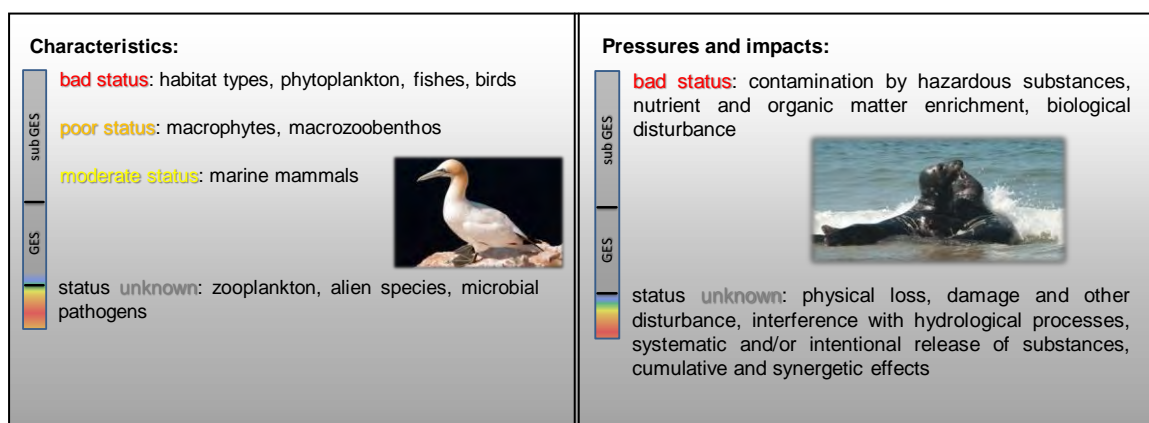 Characteristics:
bad status: habitat types, phytoplankton, fishes, birds
poor status: macrophytes, macrozoobenthos
moderate status: marine mammals
status unknown: zooplankton, alien species, microbial
pathogens
sub GES
GES
Pressures and impacts:
bad status: contamination by hazardous substances,
nutrient and organic matter enrichment, biological
disturbance
status unknown: physical loss, damage and other
disturbance, interference with hydrological processes,
systematic and/or intentional release of substances,
cumulative and synergetic effects
sub GES
GES